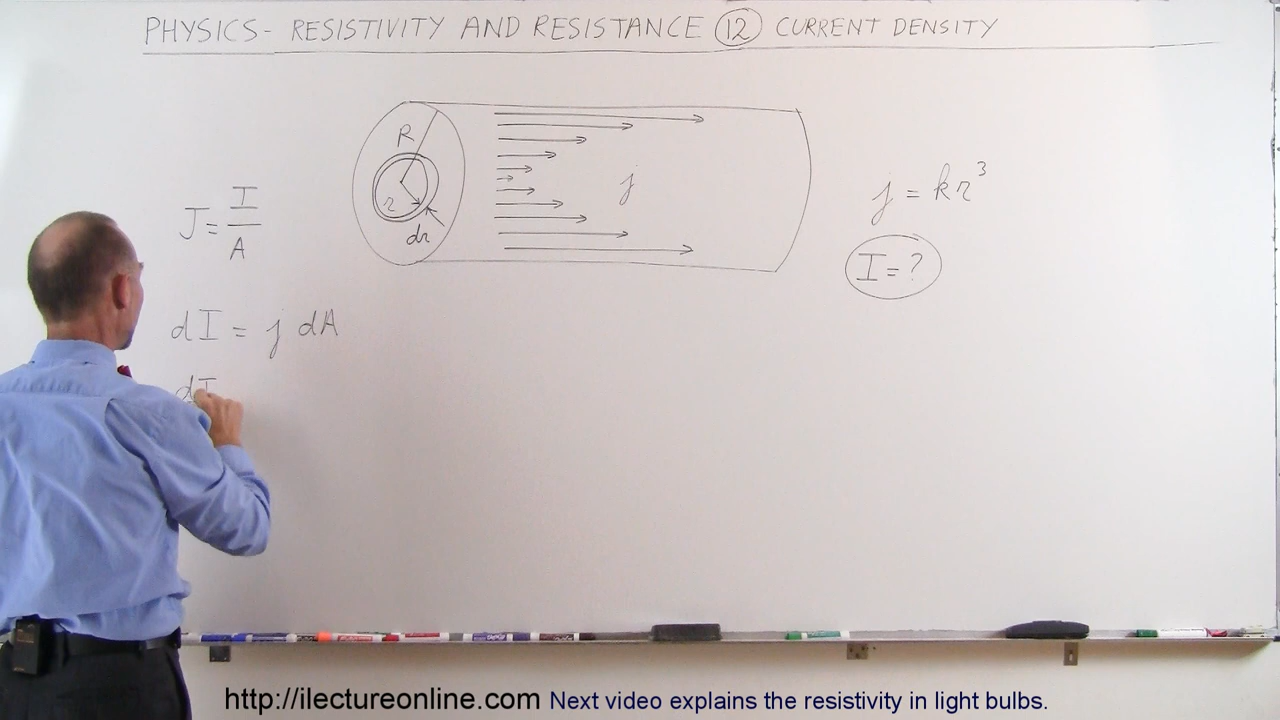 PHYSICS- RESISTIVITY AND RESISTANCE 12 CURRENT DENSITY
R
r
dr
j
J = I / A
j = kr³
I = ?
dI = j dA
dI
http://ilectureonline.com Next video explains the resistivity in light bulbs.